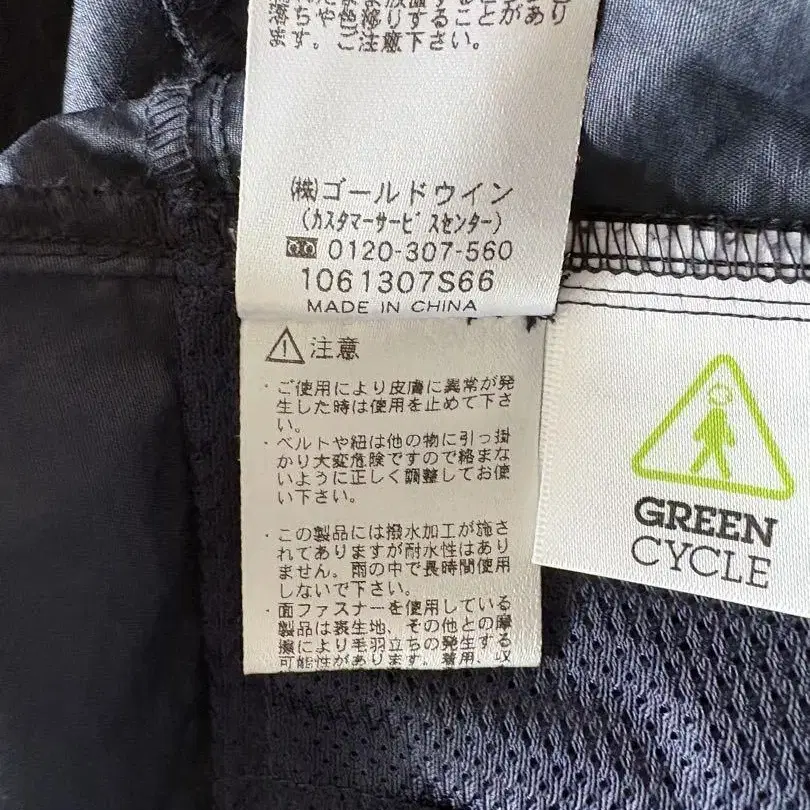 落ちや色移りすることがあり
ます。ご注意下さい。
㈱ゴールドウイン
(カスタマーサービスセンター)
0120-307-560
1061307S66
MADE IN CHINA
注意
・ご使用により皮膚に異常が発
生した時は使用を止めて下さ
い。
・ベルトや紐は他の物に引っ掛
かり大変危険ですので絡まな
いように正しく調整してお使
い下さい。
・この製品には撥水加工が施さ
れてありますが耐水性はあり
ません。雨の中で長時間使用
しないで下さい。
・面ファスナーを使用している
製品は表生地、その他との摩
擦により毛羽立ちの発生する
可能性があります。着用、収
GREEN
CYCLE